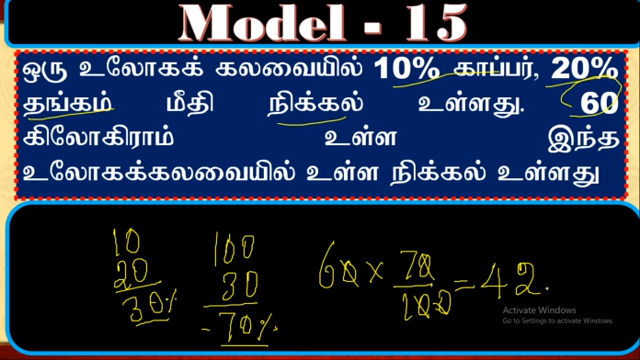 Model - 15
ஒரு உலோகக் கலவையில் 10% காப்பர், 20%
தங்கம் மீதி நிக்கல் உள்ளது. 60
கிலோகிராம் உள்ள இந்த
உலோகக்கலவையில் உள்ள நிக்கல் உள்ளது
10
20
30%
100
30
- 70%
60 × 70/100 = 42.
Activate Windows
Go to Settings to activate Windows.